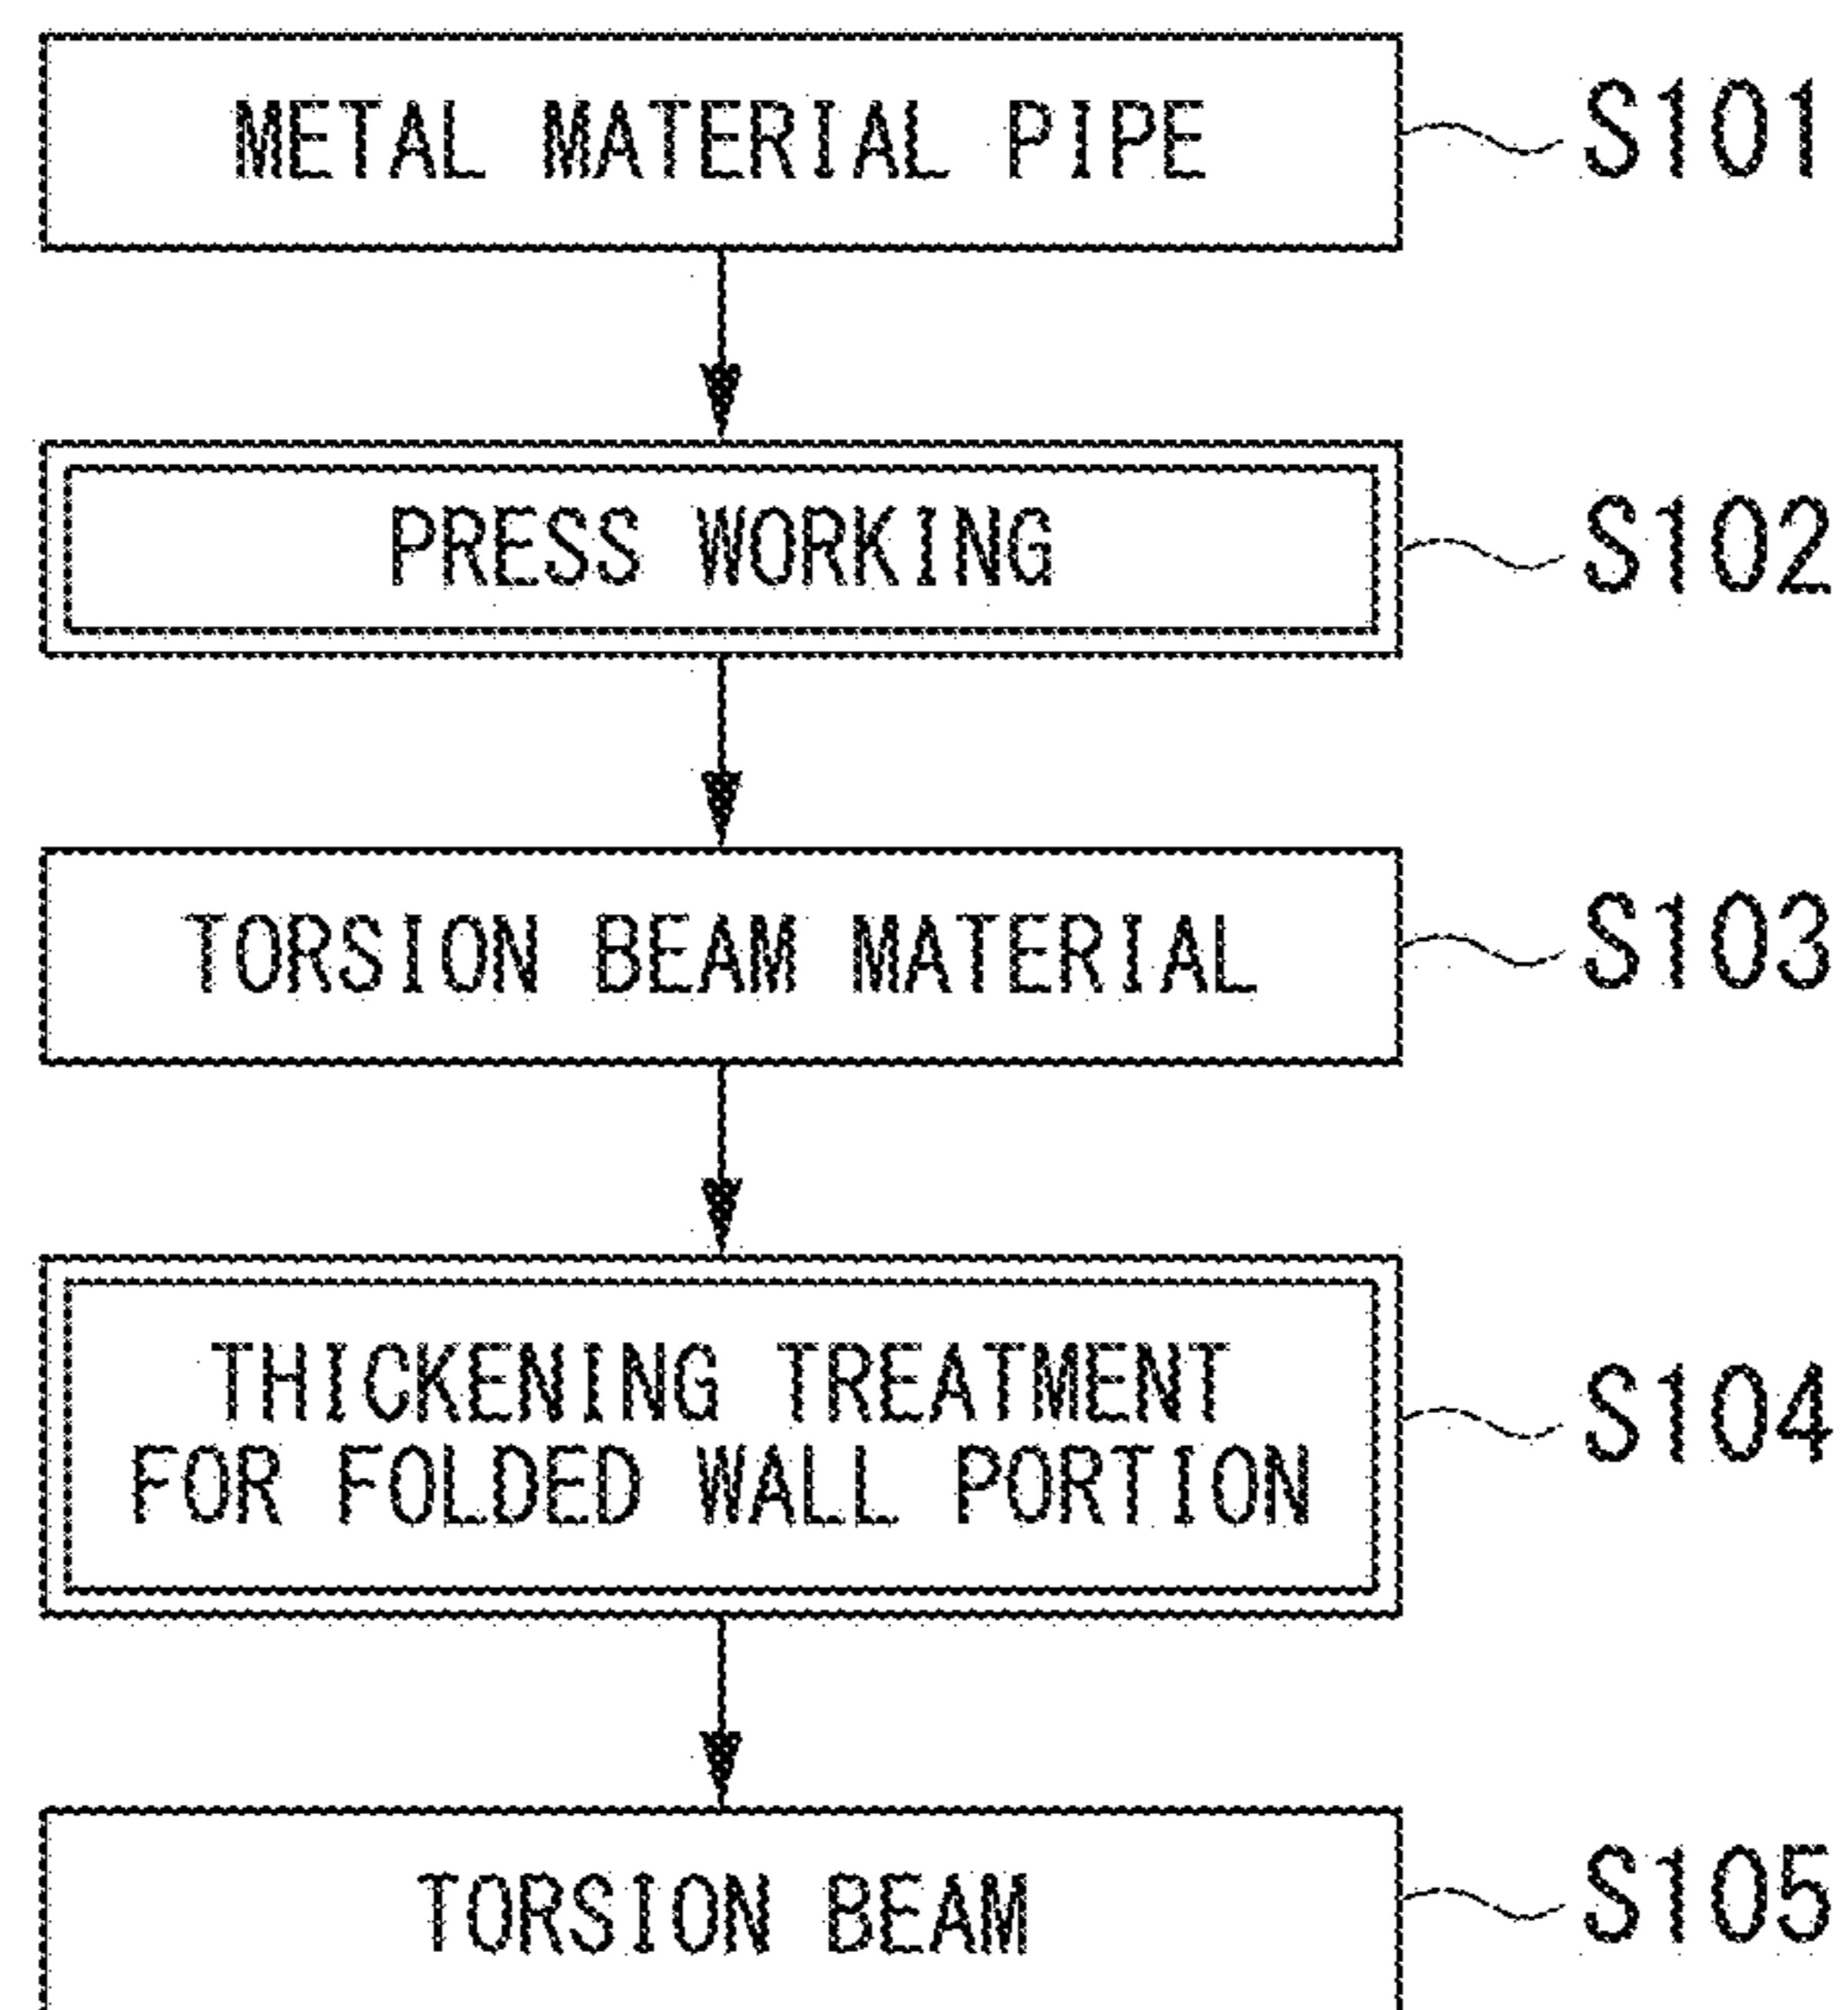 METAL MATERIAL PIPE S101
PRESS WORKING S102
TORSION BEAM MATERIAL S103
THICKENING TREATMENT
FOR FOLDED WALL PORTION S104
TORSION BEAM S105